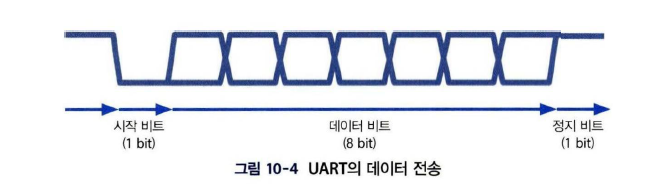 시작 비트
(1 bit)
데이터 비트
(8 bit)
정지 비트
(1 bit)
그림 10-4 UART의 데이터 전송